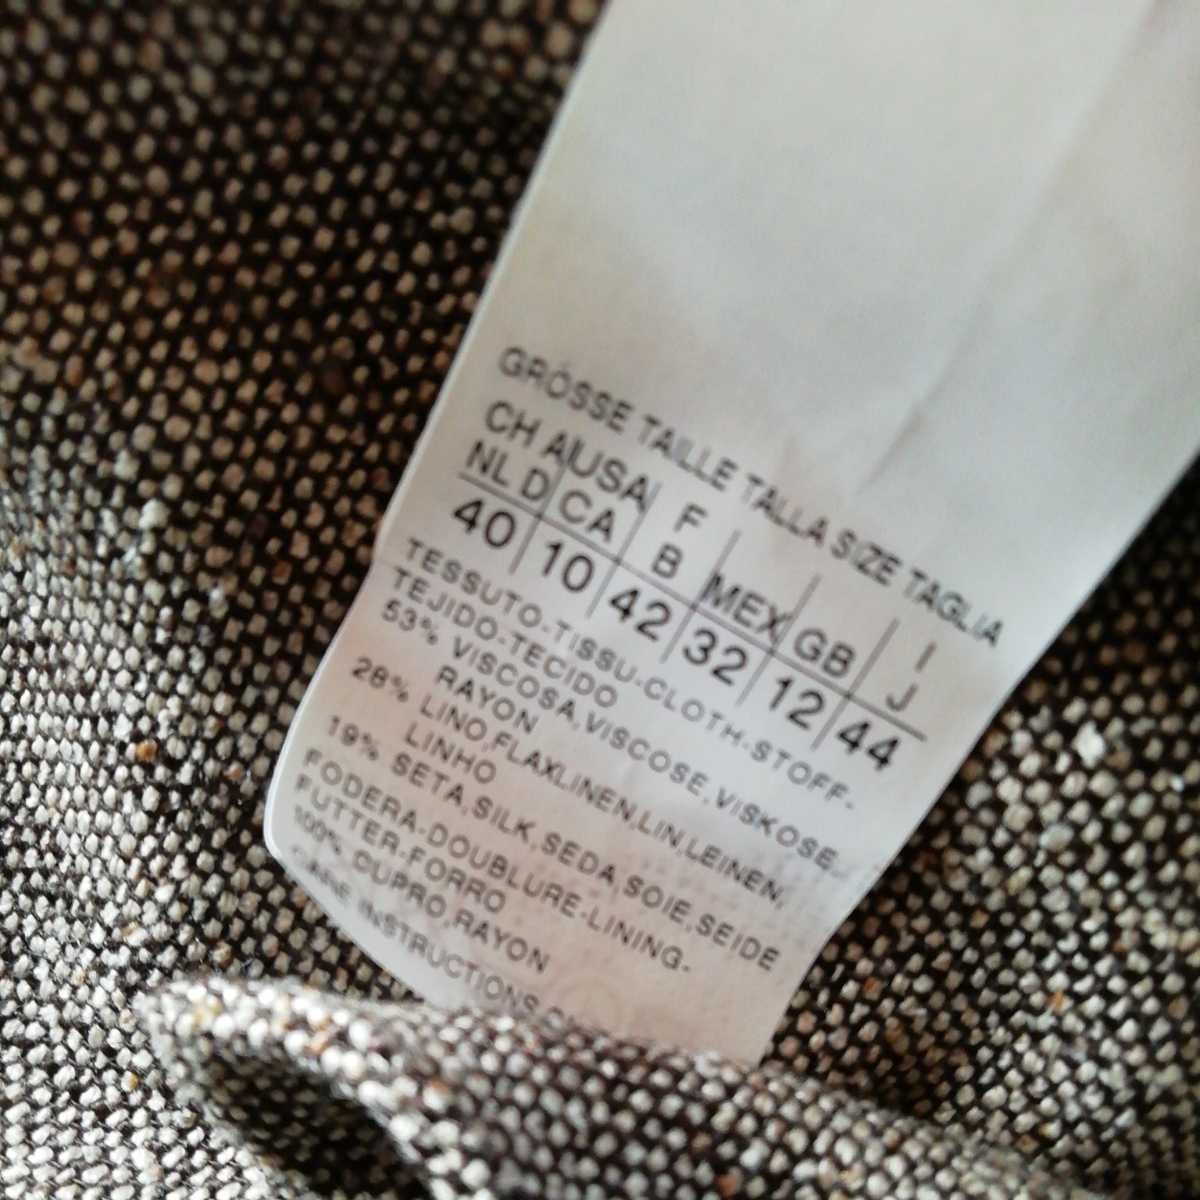 GRÖSSE TAILLE TALLA SIZE TAGLIA
CH A USA F MEX GB I
NL D CA B J
40 10 42 32 12 44
TESSUTO-TISSU-CLOTH-STOFF-
TEJIDO-TECIDO
53% VISCOSA,VISCOSE,VISKOSE,
RAYON
28% LINO,FLAXLINEN,LIN,LEINEN,
LINHO
19% SETA,SILK,SEDA,SOIE,SEIDE
FODERA-DOUBLURE-LINING-
FUTTER-FORRO
100% CUPRO,RAYON
CARE INSTRUCTIONS